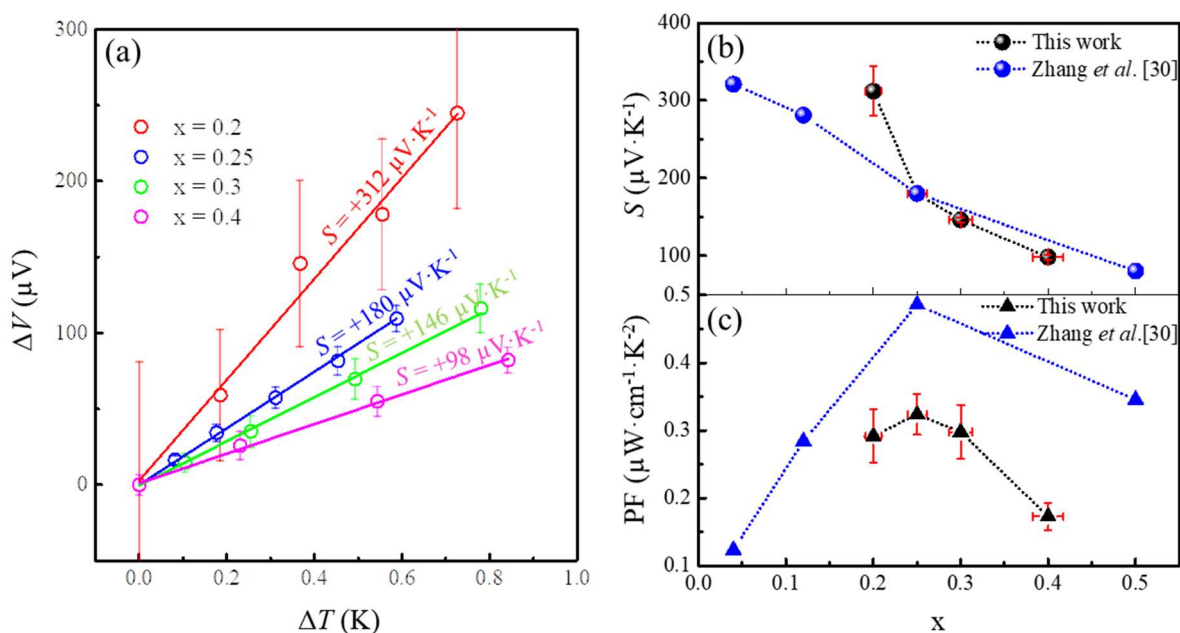 (a)
300
200
100
0
ΔV (μV)
x = 0.2
x = 0.25
x = 0.3
x = 0.4
S = +312 μV·K⁻¹
S = +180 μV·K⁻¹
S = +146 μV·K⁻¹
S = +98 μV·K⁻¹
0.0 0.2 0.4 0.6 0.8 1.0
ΔT (K)
(b)
This work
Zhang et al. [30]
400
300
200
100
S (μV·K⁻¹)
(c)
This work
Zhang et al.[30]
0.5
0.4
0.3
0.2
0.1
PF (μW·cm⁻¹·K⁻²)
0.0 0.1 0.2 0.3 0.4 0.5
x